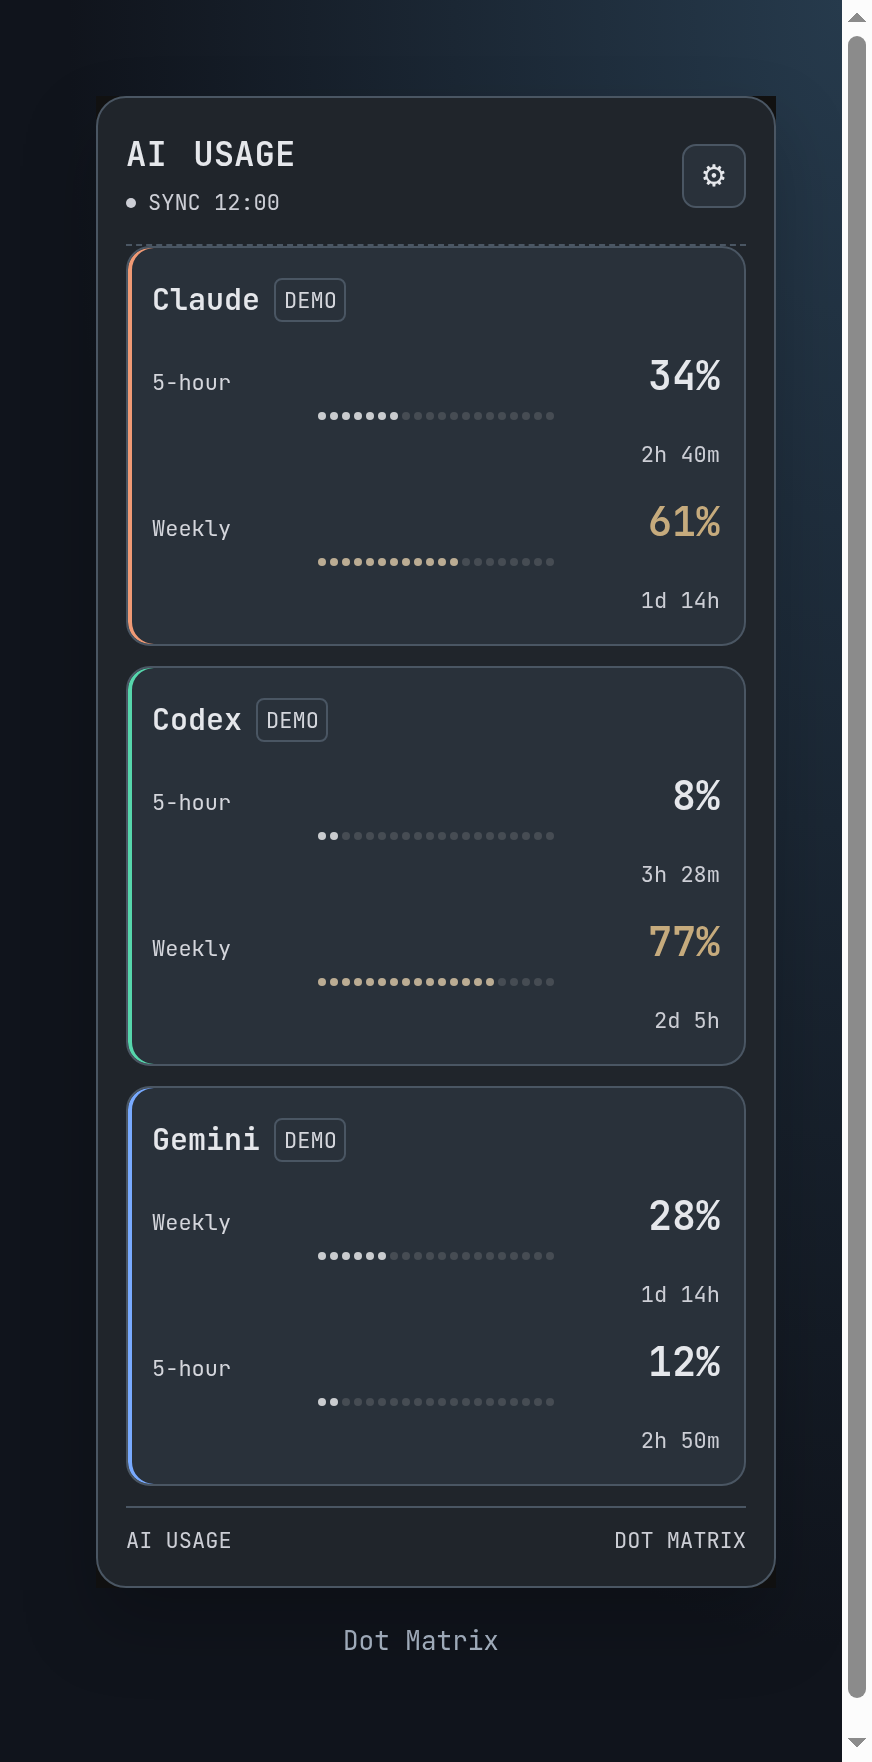 AI USAGE
SYNC 12:00
Claude DEMO
5-hour 34%
2h 40m
Weekly 61%
1d 14h
Codex DEMO
5-hour 8%
3h 28m
Weekly 77%
2d 5h
Gemini DEMO
Weekly 28%
1d 14h
5-hour 12%
2h 50m
AI USAGE DOT MATRIX
Dot Matrix